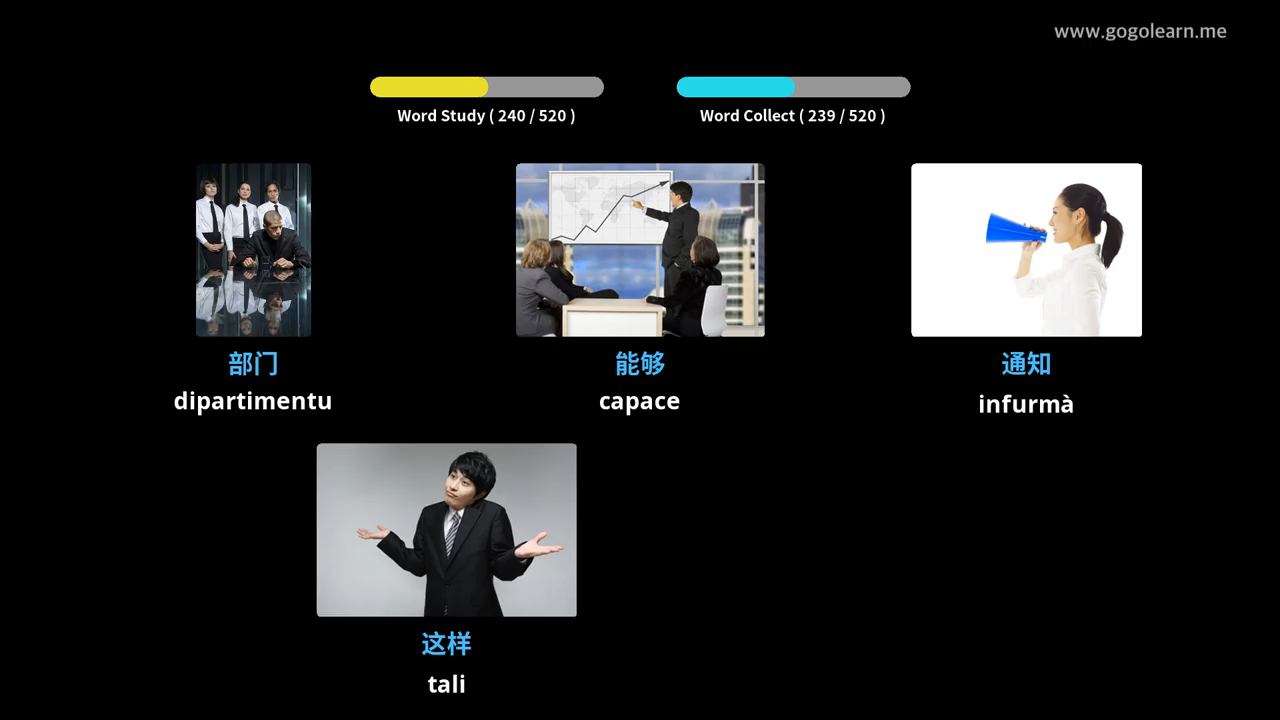 www.gogolearn.me
Word Study ( 240 / 520 )
Word Collect ( 239 / 520 )
部门
dipartimentu
能够
capace
通知
infurmà
这样
tali